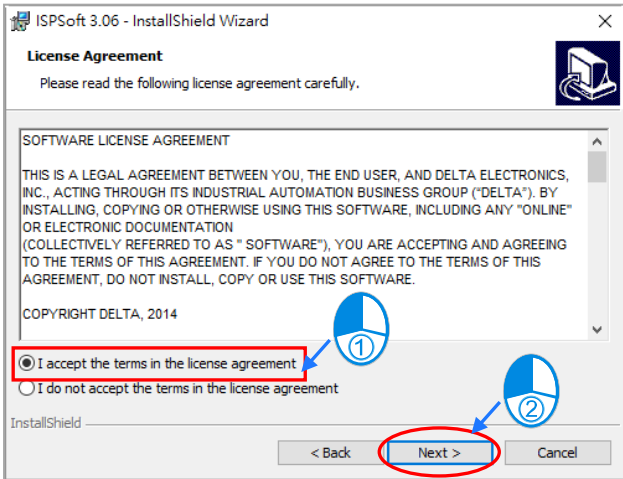 ISPSoft 3.06 - InstallShield Wizard
License Agreement
Please read the following license agreement carefully.
SOFTWARE LICENSE AGREEMENT
THIS IS A LEGAL AGREEMENT BETWEEN YOU, THE END USER, AND DELTA ELECTRONICS,
INC., ACTING THROUGH ITS INDUSTRIAL AUTOMATION BUSINESS GROUP ("DELTA"). BY
INSTALLING, COPYING OR OTHERWISE USING THIS SOFTWARE, INCLUDING ANY "ONLINE"
OR ELECTRONIC DOCUMENTATION
(COLLECTIVELY REFERRED TO AS " SOFTWARE"), YOU ARE ACCEPTING AND AGREEING
TO THE TERMS OF THIS AGREEMENT. IF YOU DO NOT AGREE TO THE TERMS OF THIS
AGREEMENT, DO NOT INSTALL, COPY OR USE THIS SOFTWARE.
COPYRIGHT DELTA, 2014
①
I accept the terms in the license agreement
I do not accept the terms in the license agreement
②
InstallShield
< Back
Next >
Cancel